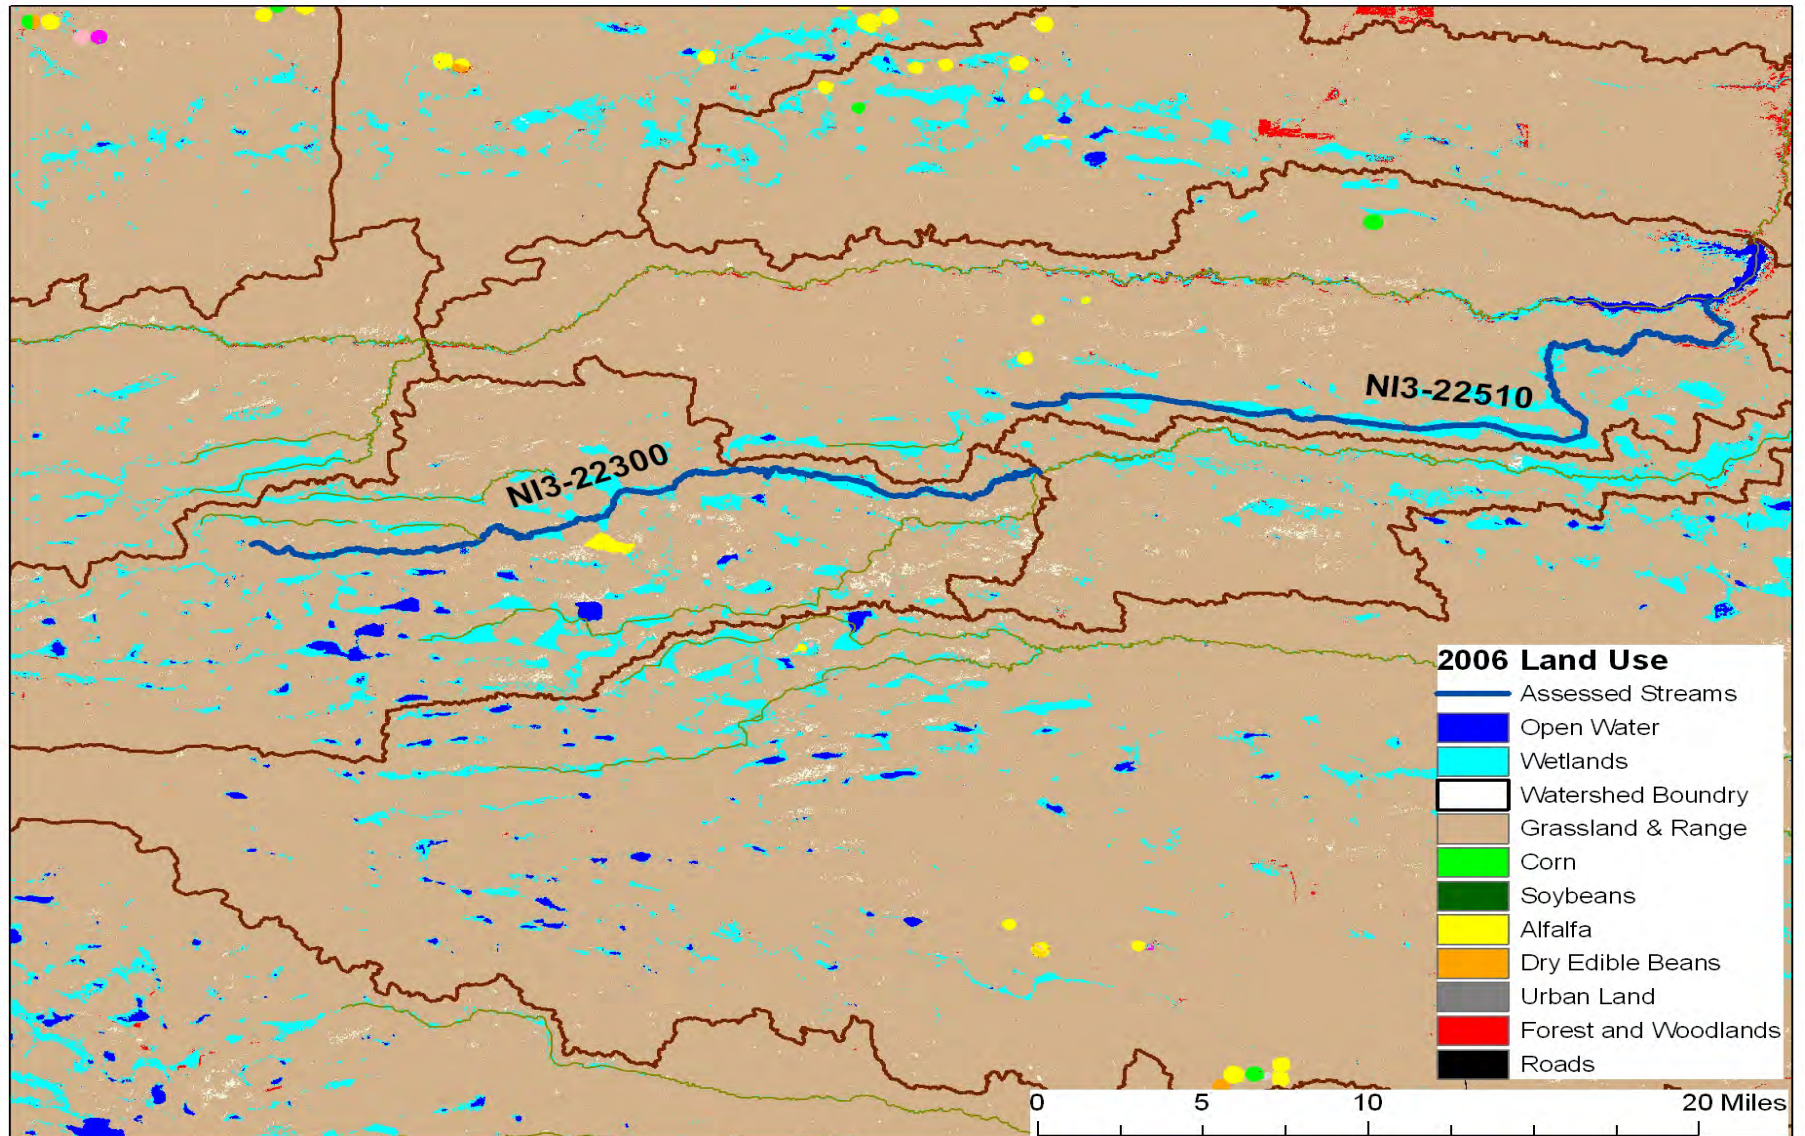 NI3-22510
NI3-22300
2006 Land Use
Assessed Streams
Open Water
Wetlands
Watershed Boundry
Grassland & Range
Corn
Soybeans
Alfalfa
Dry Edible Beans
Urban Land
Forest and Woodlands
Roads
0 5 10 20 Miles